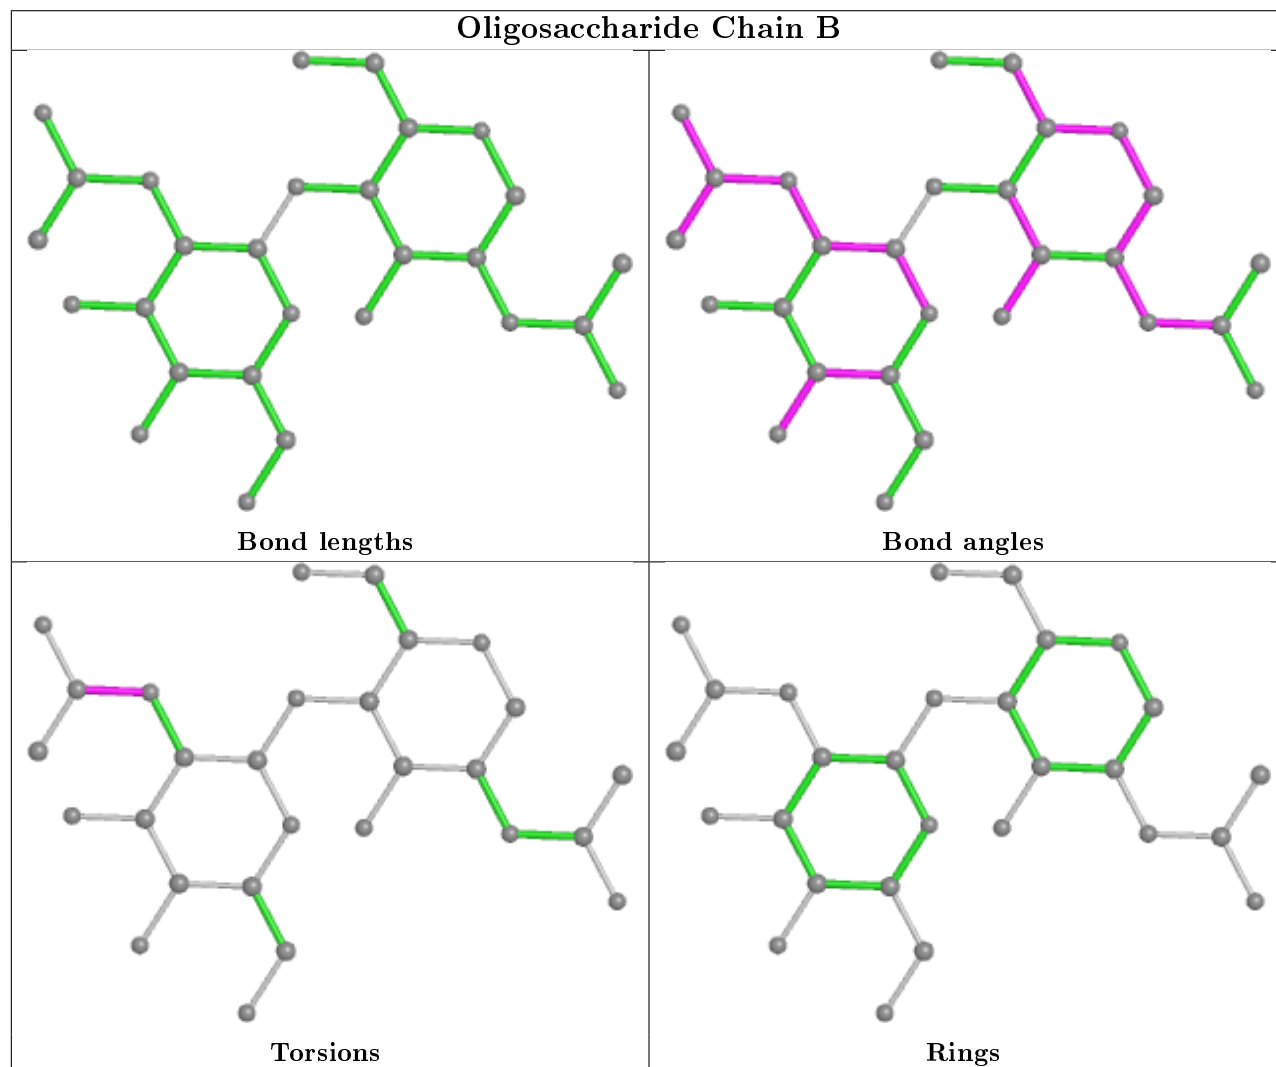 Oligosaccharide Chain B
Bond lengths
Bond angles
Torsions
Rings